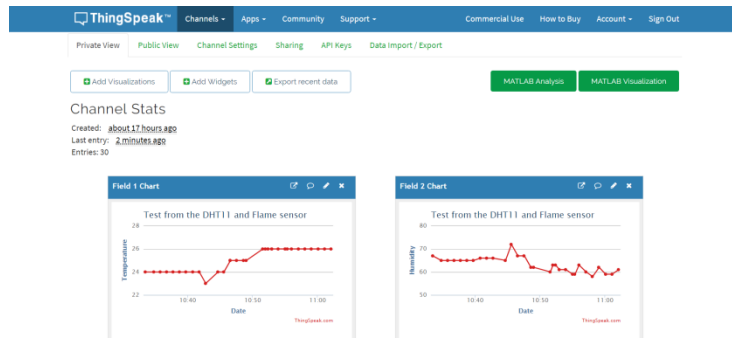 ThingSpeak™ Channels Apps Community Support Commercial Use How to Buy Account Sign Out
Private View Public View Channel Settings Sharing API Keys Data Import / Export
Add Visualizations Add Widgets Export recent data MATLAB Analysis MATLAB Visualization
Channel Stats
Created: about 17 hours ago
Last entry: 2 minutes ago
Entries: 30
Field 1 Chart
Test from the DHT11 and Flame sensor
Temperature
28
26
24
22
10:40 10:50 11:00
Date
ThingSpeak.com
Field 2 Chart
Test from the DHT11 and Flame sensor
Humidity
80
70
60
50
10:40 10:50 11:00
Date
ThingSpeak.com